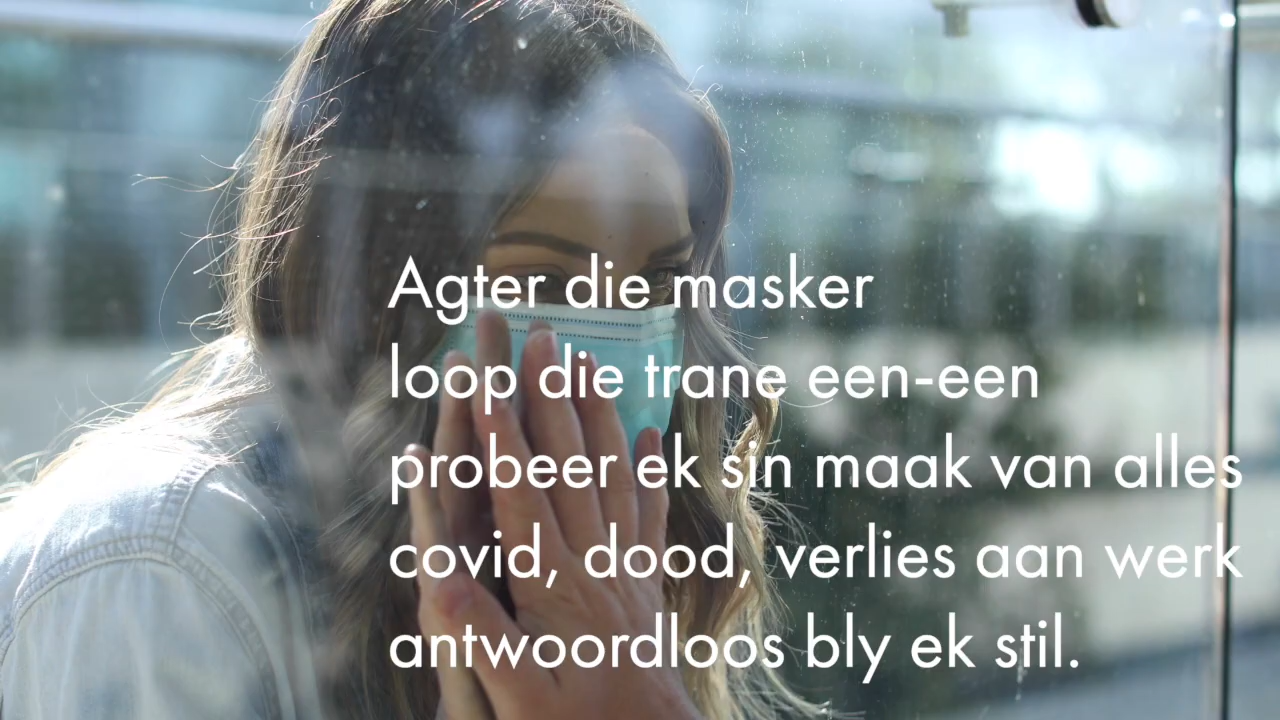 Agter die masker
loop die trane een-een
probeer ek sin maak van alles
covid, dood, verlies aan werk
antwoordloos bly ek stil.